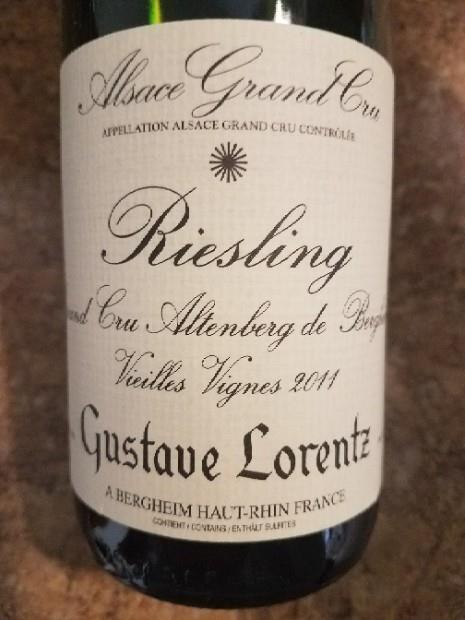 Alsace Grand Cru
APPELLATION ALSACE GRAND CRU CONTRÔLÉE
Riesling
Cru Altenberg de
Vieilles Vignes 2011
Gustave Lorentz
A BERGHEIM HAUT-RHIN FRANCE
CONTIENT / CONTAINS / ENTHÄLT SULFITES